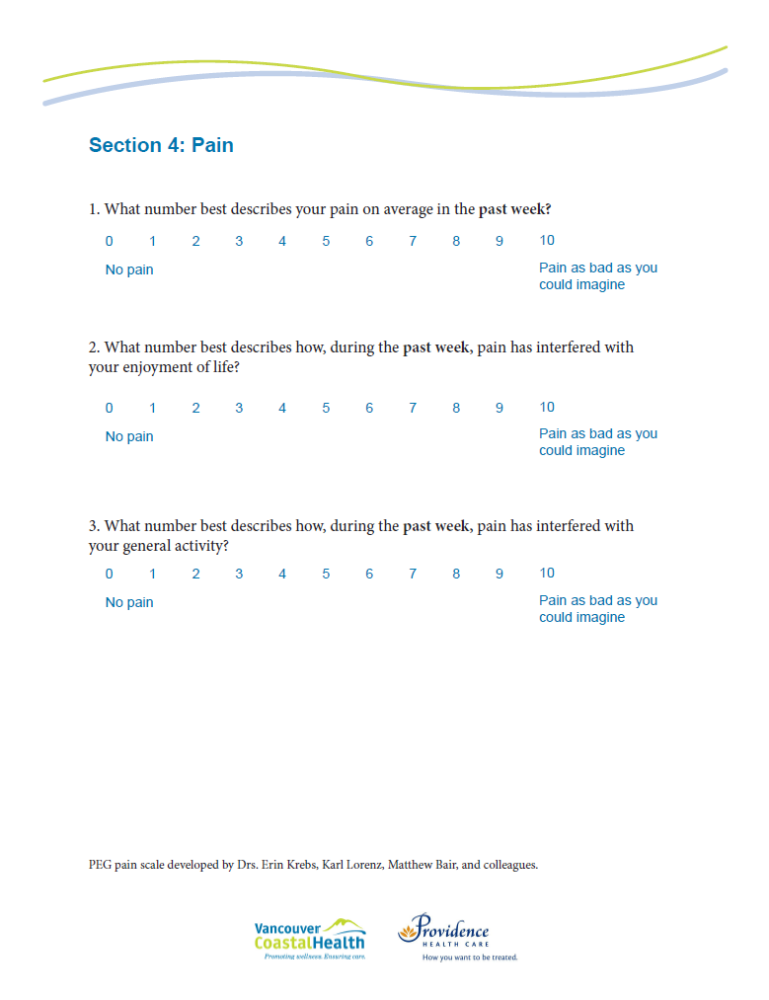 Section 4: Pain
1. What number best describes your pain on average in the past week?
0 1 2 3 4 5 6 7 8 9 10
No pain Pain as bad as you
could imagine
2. What number best describes how, during the past week, pain has interfered with
your enjoyment of life?
0 1 2 3 4 5 6 7 8 9 10
No pain Pain as bad as you
could imagine
3. What number best describes how, during the past week, pain has interfered with
your general activity?
0 1 2 3 4 5 6 7 8 9 10
No pain Pain as bad as you
could imagine
PEG pain scale developed by Drs. Erin Krebs, Karl Lorenz, Matthew Bair, and colleagues.
Vancouver
CoastalHealth
Promoting wellness. Ensuring care.
Providence
HEALTH CARE
How you want to be treated.